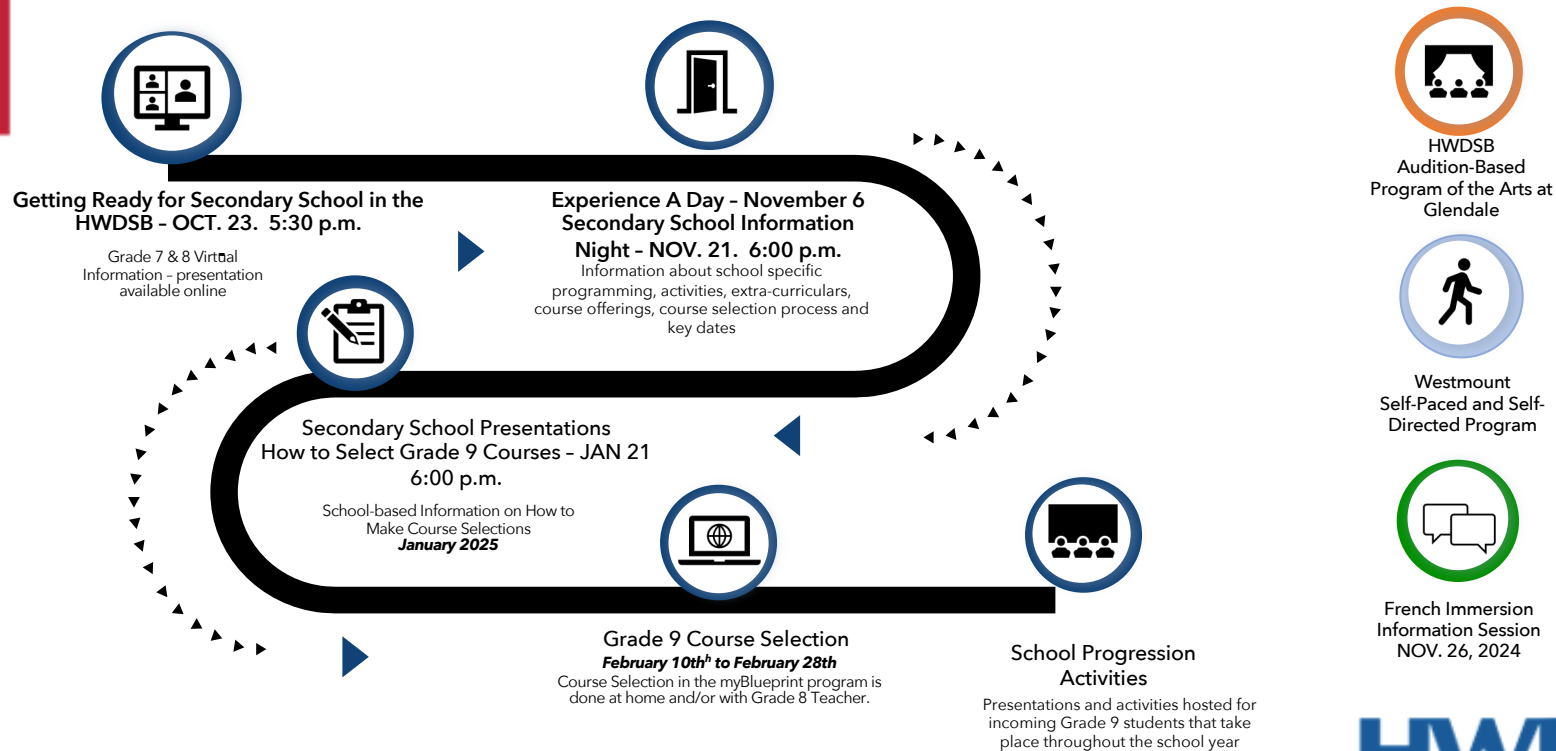 Getting Ready for Secondary School in the
HWDSB – OCT. 23.  5:30 p.m.
Grade 7 & 8 Virtual
Information – presentation
available online
Experience A Day – November 6
Secondary School Information
Night – NOV. 21.  6:00 p.m.
Information about school specific
programming, activities, extra-curriculars,
course offerings, course selection process and
key dates
Secondary School Presentations
How to Select Grade 9 Courses – JAN 21
6:00 p.m.
School-based Information on How to
Make Course Selections
January 2025
Grade 9 Course Selection
February 10thʰ to February 28th
Course Selection in the myBlueprint program is
done at home and/or with Grade 8 Teacher.
School Progression
Activities
Presentations and activities hosted for
incoming Grade 9 students that take
place throughout the school year
HWDSB
Audition-Based
Program of the Arts at
Glendale
Westmount
Self-Paced and Self-
Directed Program
French Immersion
Information Session
NOV. 26, 2024